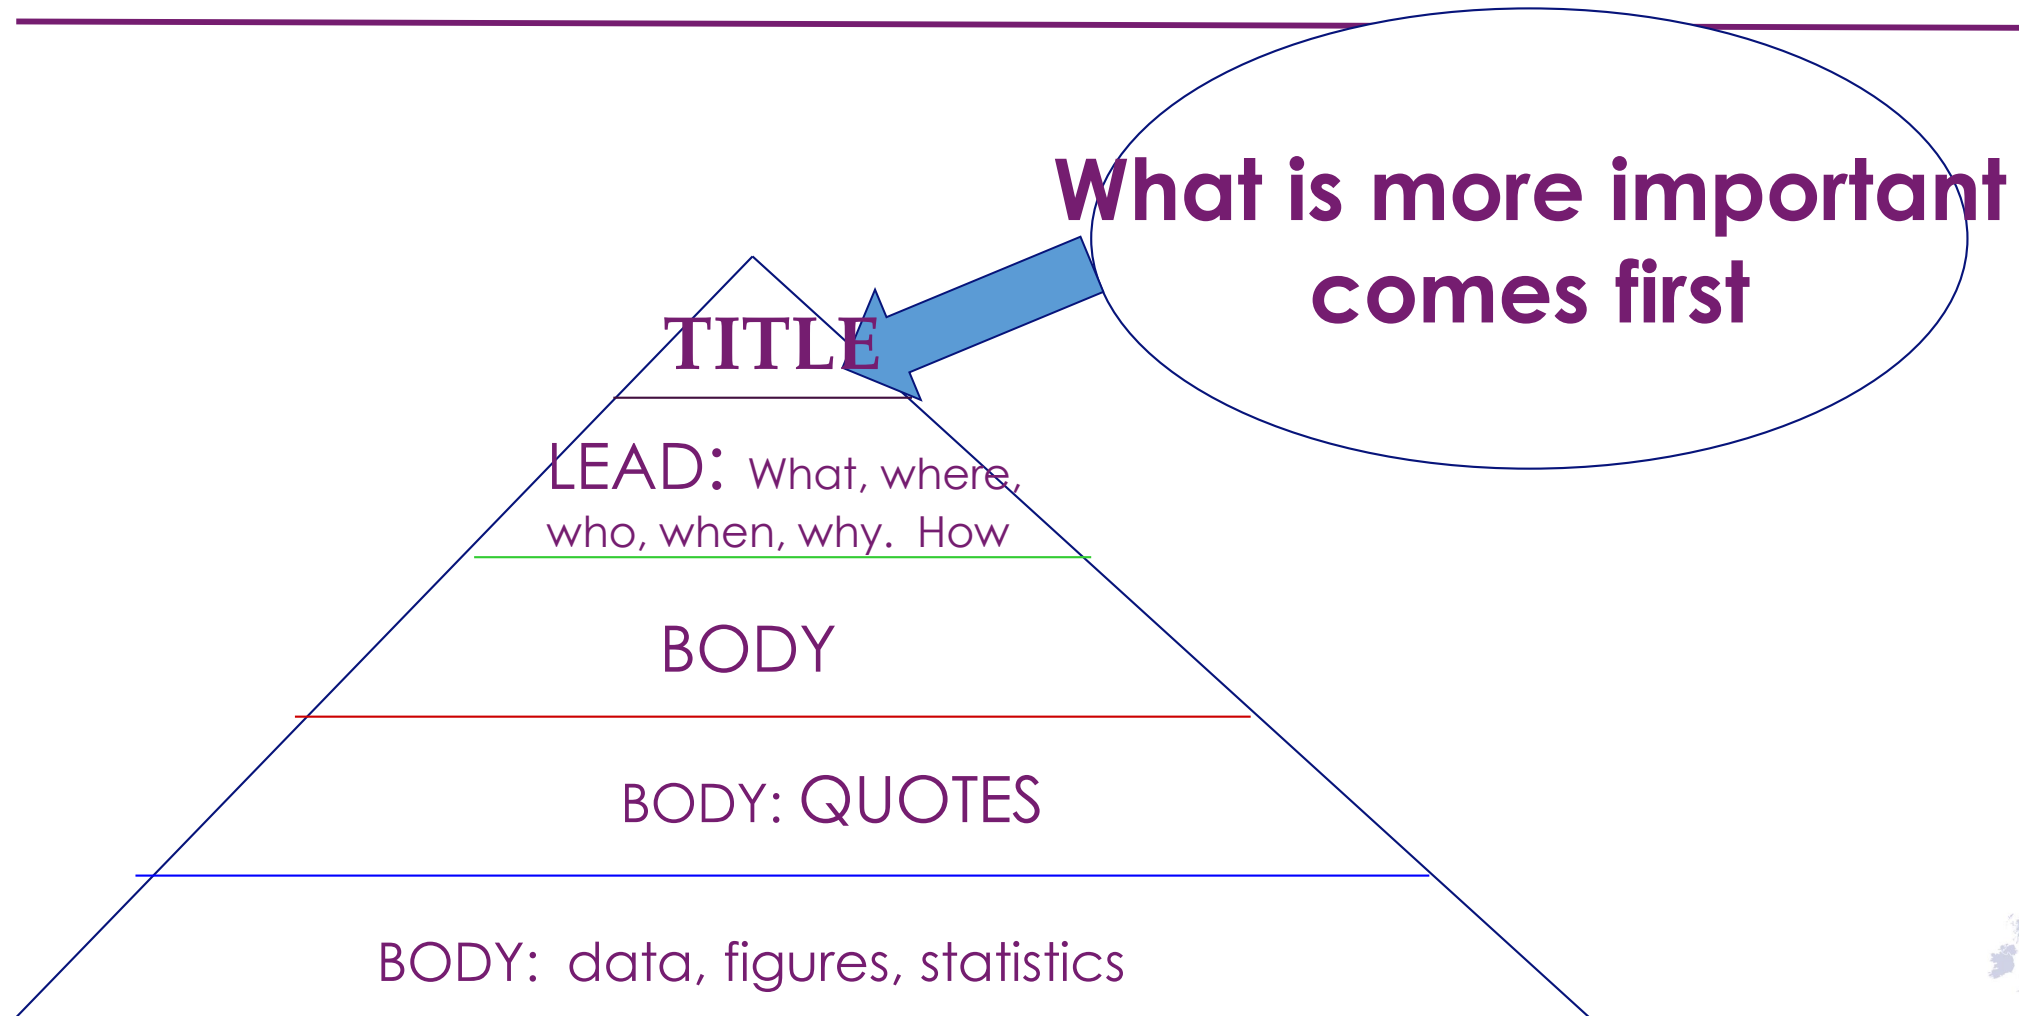 What is more important
comes first
TITLE
LEAD: What, where,
who, when, why.  How
BODY
BODY: QUOTES
BODY:  data, figures, statistics